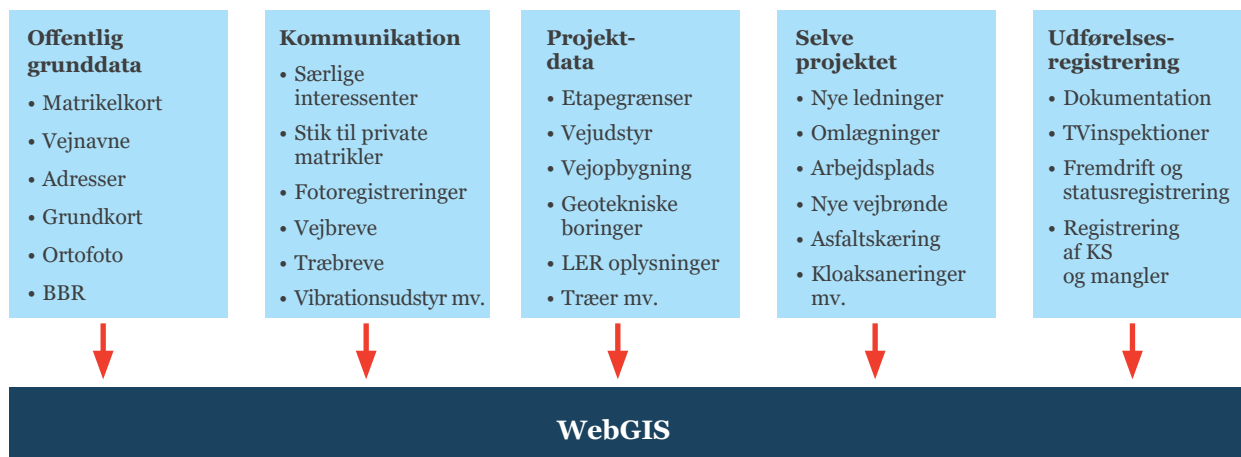 Offentlig
grunddata
• Matrikelkort
• Vejnavne
• Adresser
• Grundkort
• Ortofoto
• BBR
Kommunikation
• Særlige
interessenter
• Stik til private
matrikler
• Fotoregistreringer
• Vejbreve
• Træbreve
• Vibrationsudstyr mv.
Projekt-
data
• Etapegrænser
• Vejudstyr
• Vejopbygning
• Geotekniske
boringer
• LER oplysninger
• Træer mv.
Selve
projektet
• Nye ledninger
• Omlægninger
• Arbejdsplads
• Nye vejbrønde
• Asfaltskæring
• Kloaksaneringer
mv.
Udførelses-
registrering
• Dokumentation
• TVinspektioner
• Fremdrift og
statusregistrering
• Registrering
af KS
og mangler
WebGIS